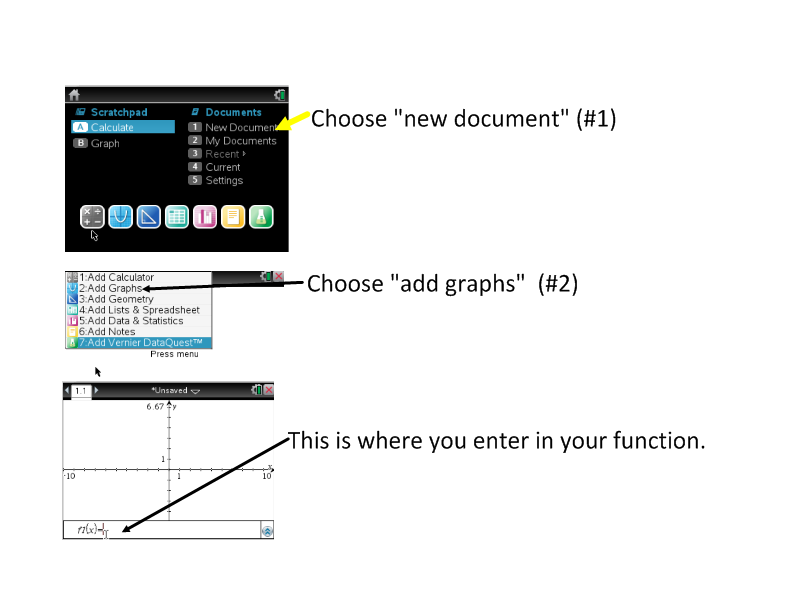 Scratchpad
Documents
A Calculate
1 New Document
B Graph
2 My Documents
3 Recent
4 Current
5 Settings
Choose "new document" (#1)
1:Add Calculator
2:Add Graphs
3:Add Geometry
4:Add Lists & Spreadsheet
5:Add Data & Statistics
6:Add Notes
7:Add Vernier DataQuest™
Press menu
Choose "add graphs"  (#2)
1.1
*Unsaved
6.67 y
1
x
-10
1
10
f1(x)=
This is where you enter in your function.